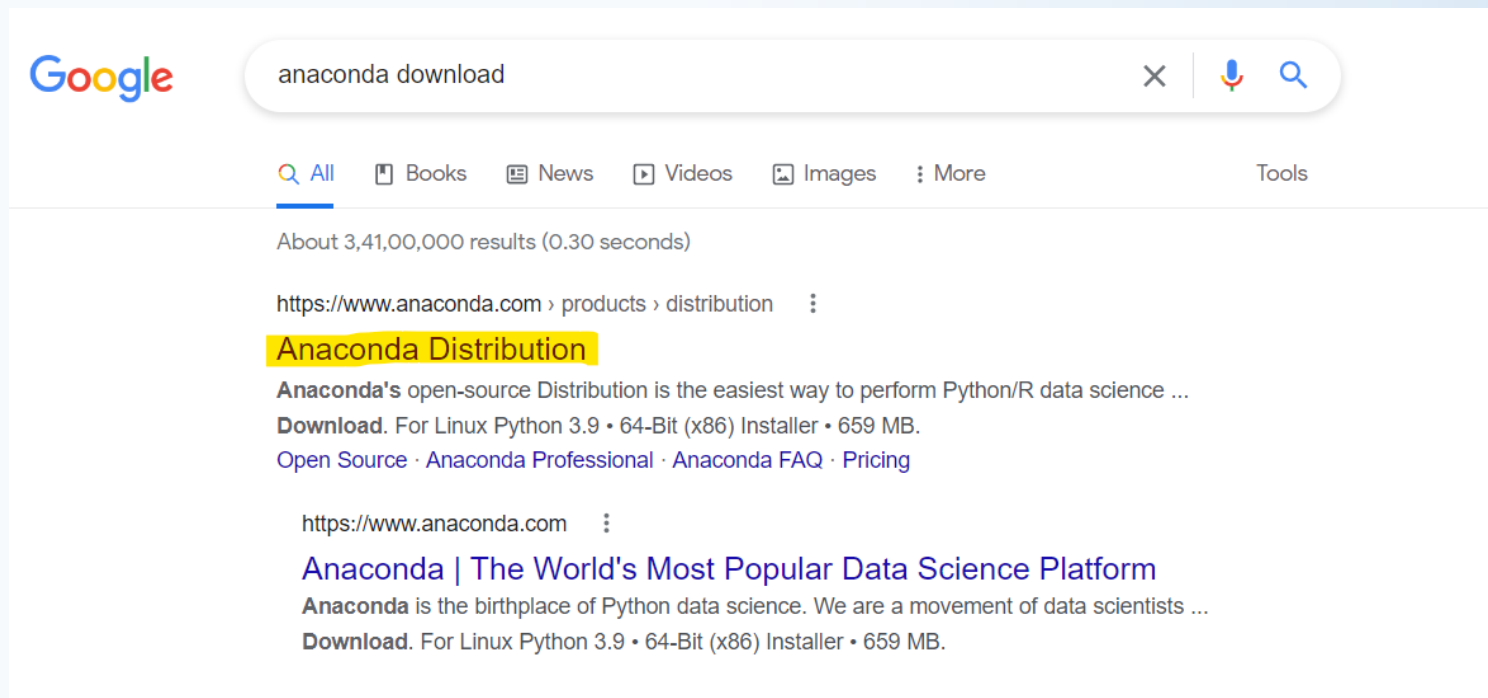 Google
anaconda download
All Books News Videos Images More Tools
About 3,41,00,000 results (0.30 seconds)
https://www.anaconda.com › products › distribution
Anaconda Distribution
Anaconda's open-source Distribution is the easiest way to perform Python/R data science ...
Download. For Linux Python 3.9 • 64-Bit (x86) Installer • 659 MB.
Open Source · Anaconda Professional · Anaconda FAQ · Pricing
https://www.anaconda.com
Anaconda | The World's Most Popular Data Science Platform
Anaconda is the birthplace of Python data science. We are a movement of data scientists ...
Download. For Linux Python 3.9 • 64-Bit (x86) Installer • 659 MB.